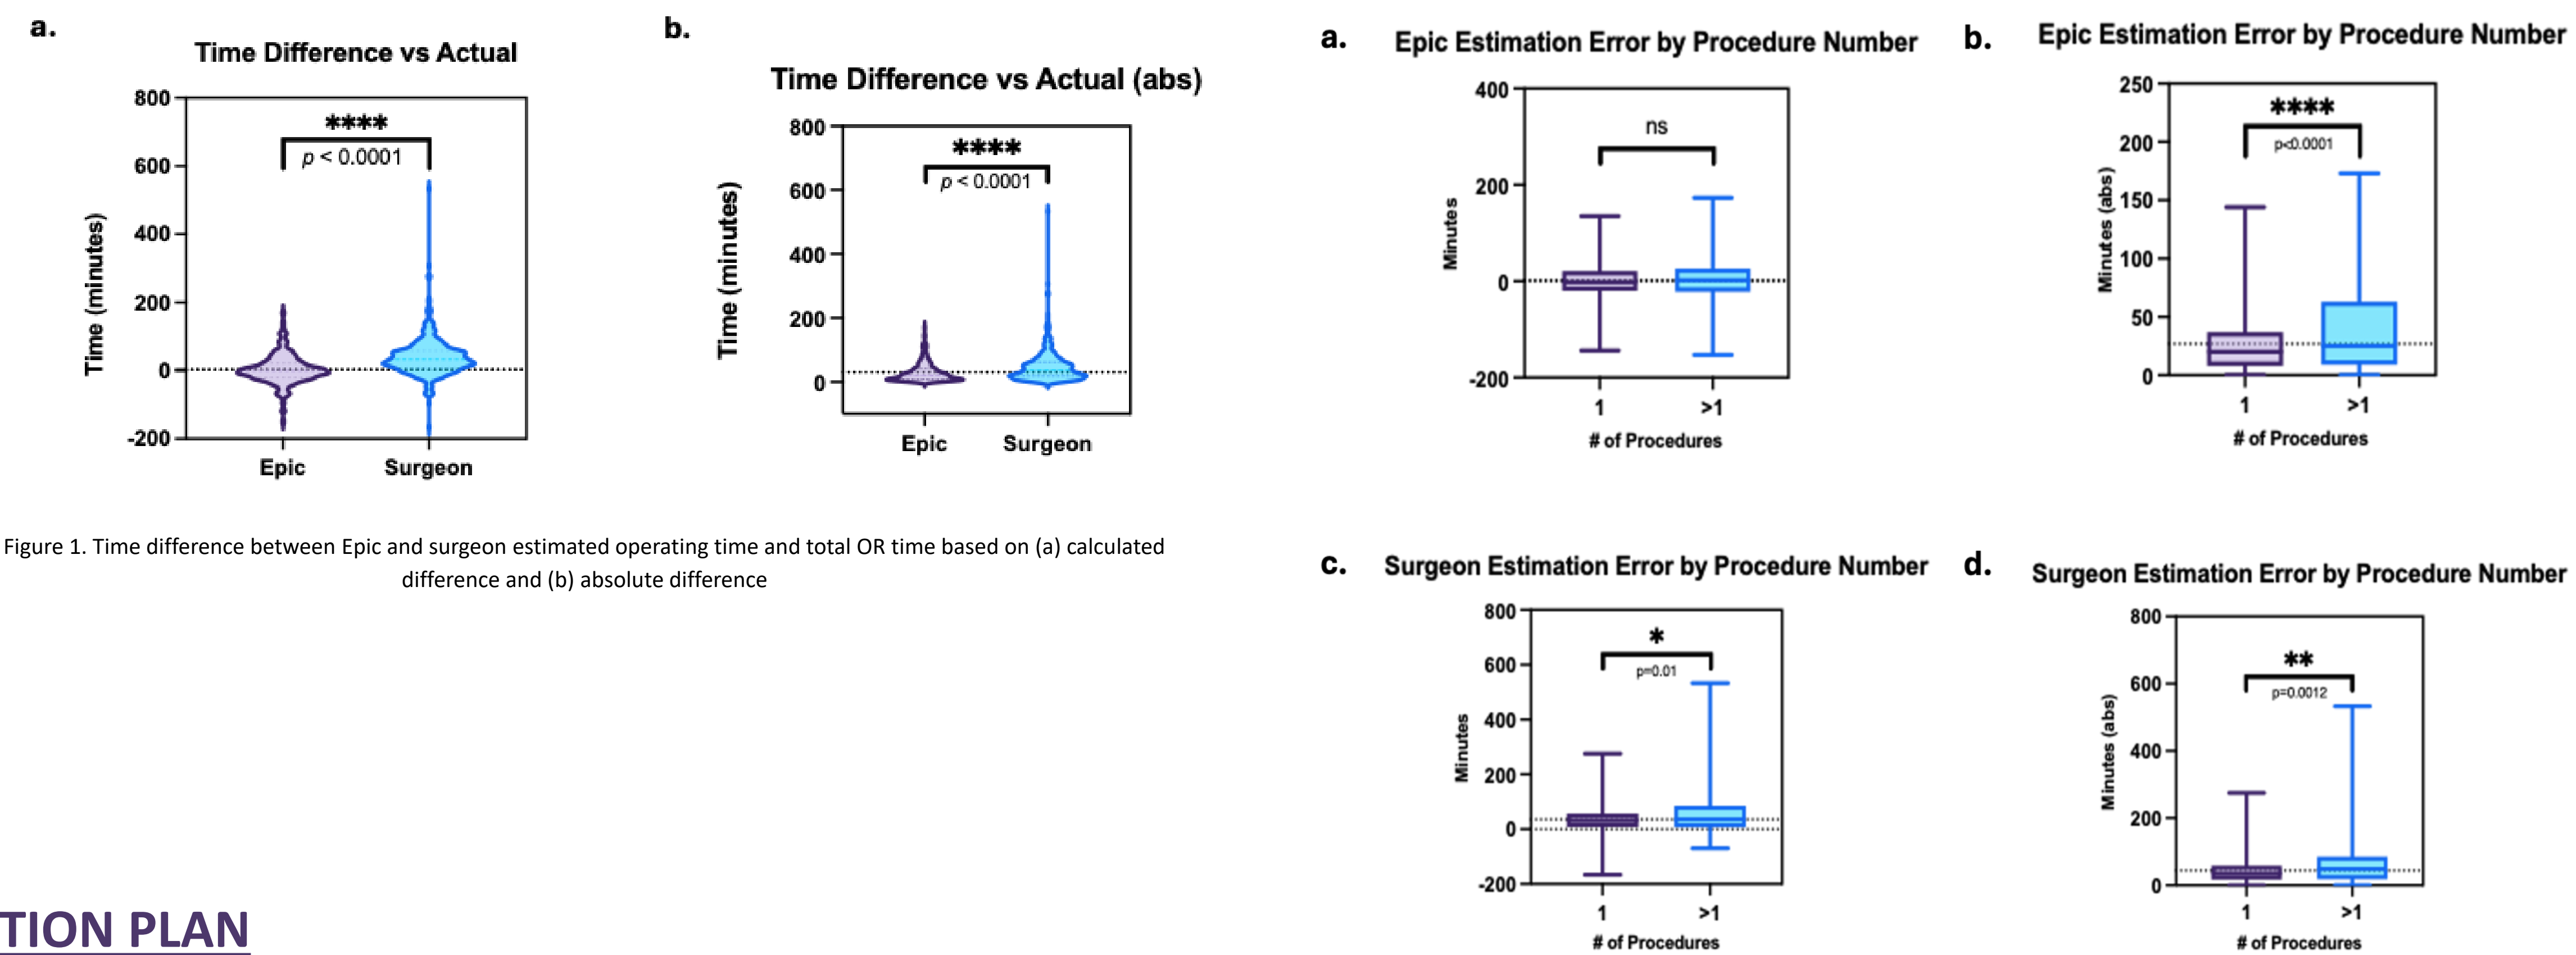 a.
Time Difference vs Actual
800
600
400
200
0
-200
Time (minutes)
****
p < 0.0001
Epic
Surgeon
b.
Time Difference vs Actual (abs)
800
600
400
200
0
Time (minutes)
****
p < 0.0001
Epic
Surgeon
Figure 1. Time difference between Epic and surgeon estimated operating time and total OR time based on (a) calculated
difference and (b) absolute difference
TION PLAN
a.
Epic Estimation Error by Procedure Number
400
200
0
-200
Minutes
ns
1
>1
# of Procedures
b.
Epic Estimation Error by Procedure Number
250
200
150
100
50
0
Minutes (abs)
****
p<0.0001
1
>1
# of Procedures
c.
Surgeon Estimation Error by Procedure Number
800
600
400
200
0
-200
Minutes
*
p=0.01
1
>1
# of Procedures
d.
Surgeon Estimation Error by Procedure Number
800
600
400
200
0
Minutes (abs)
**
p=0.0012
1
>1
# of Procedures